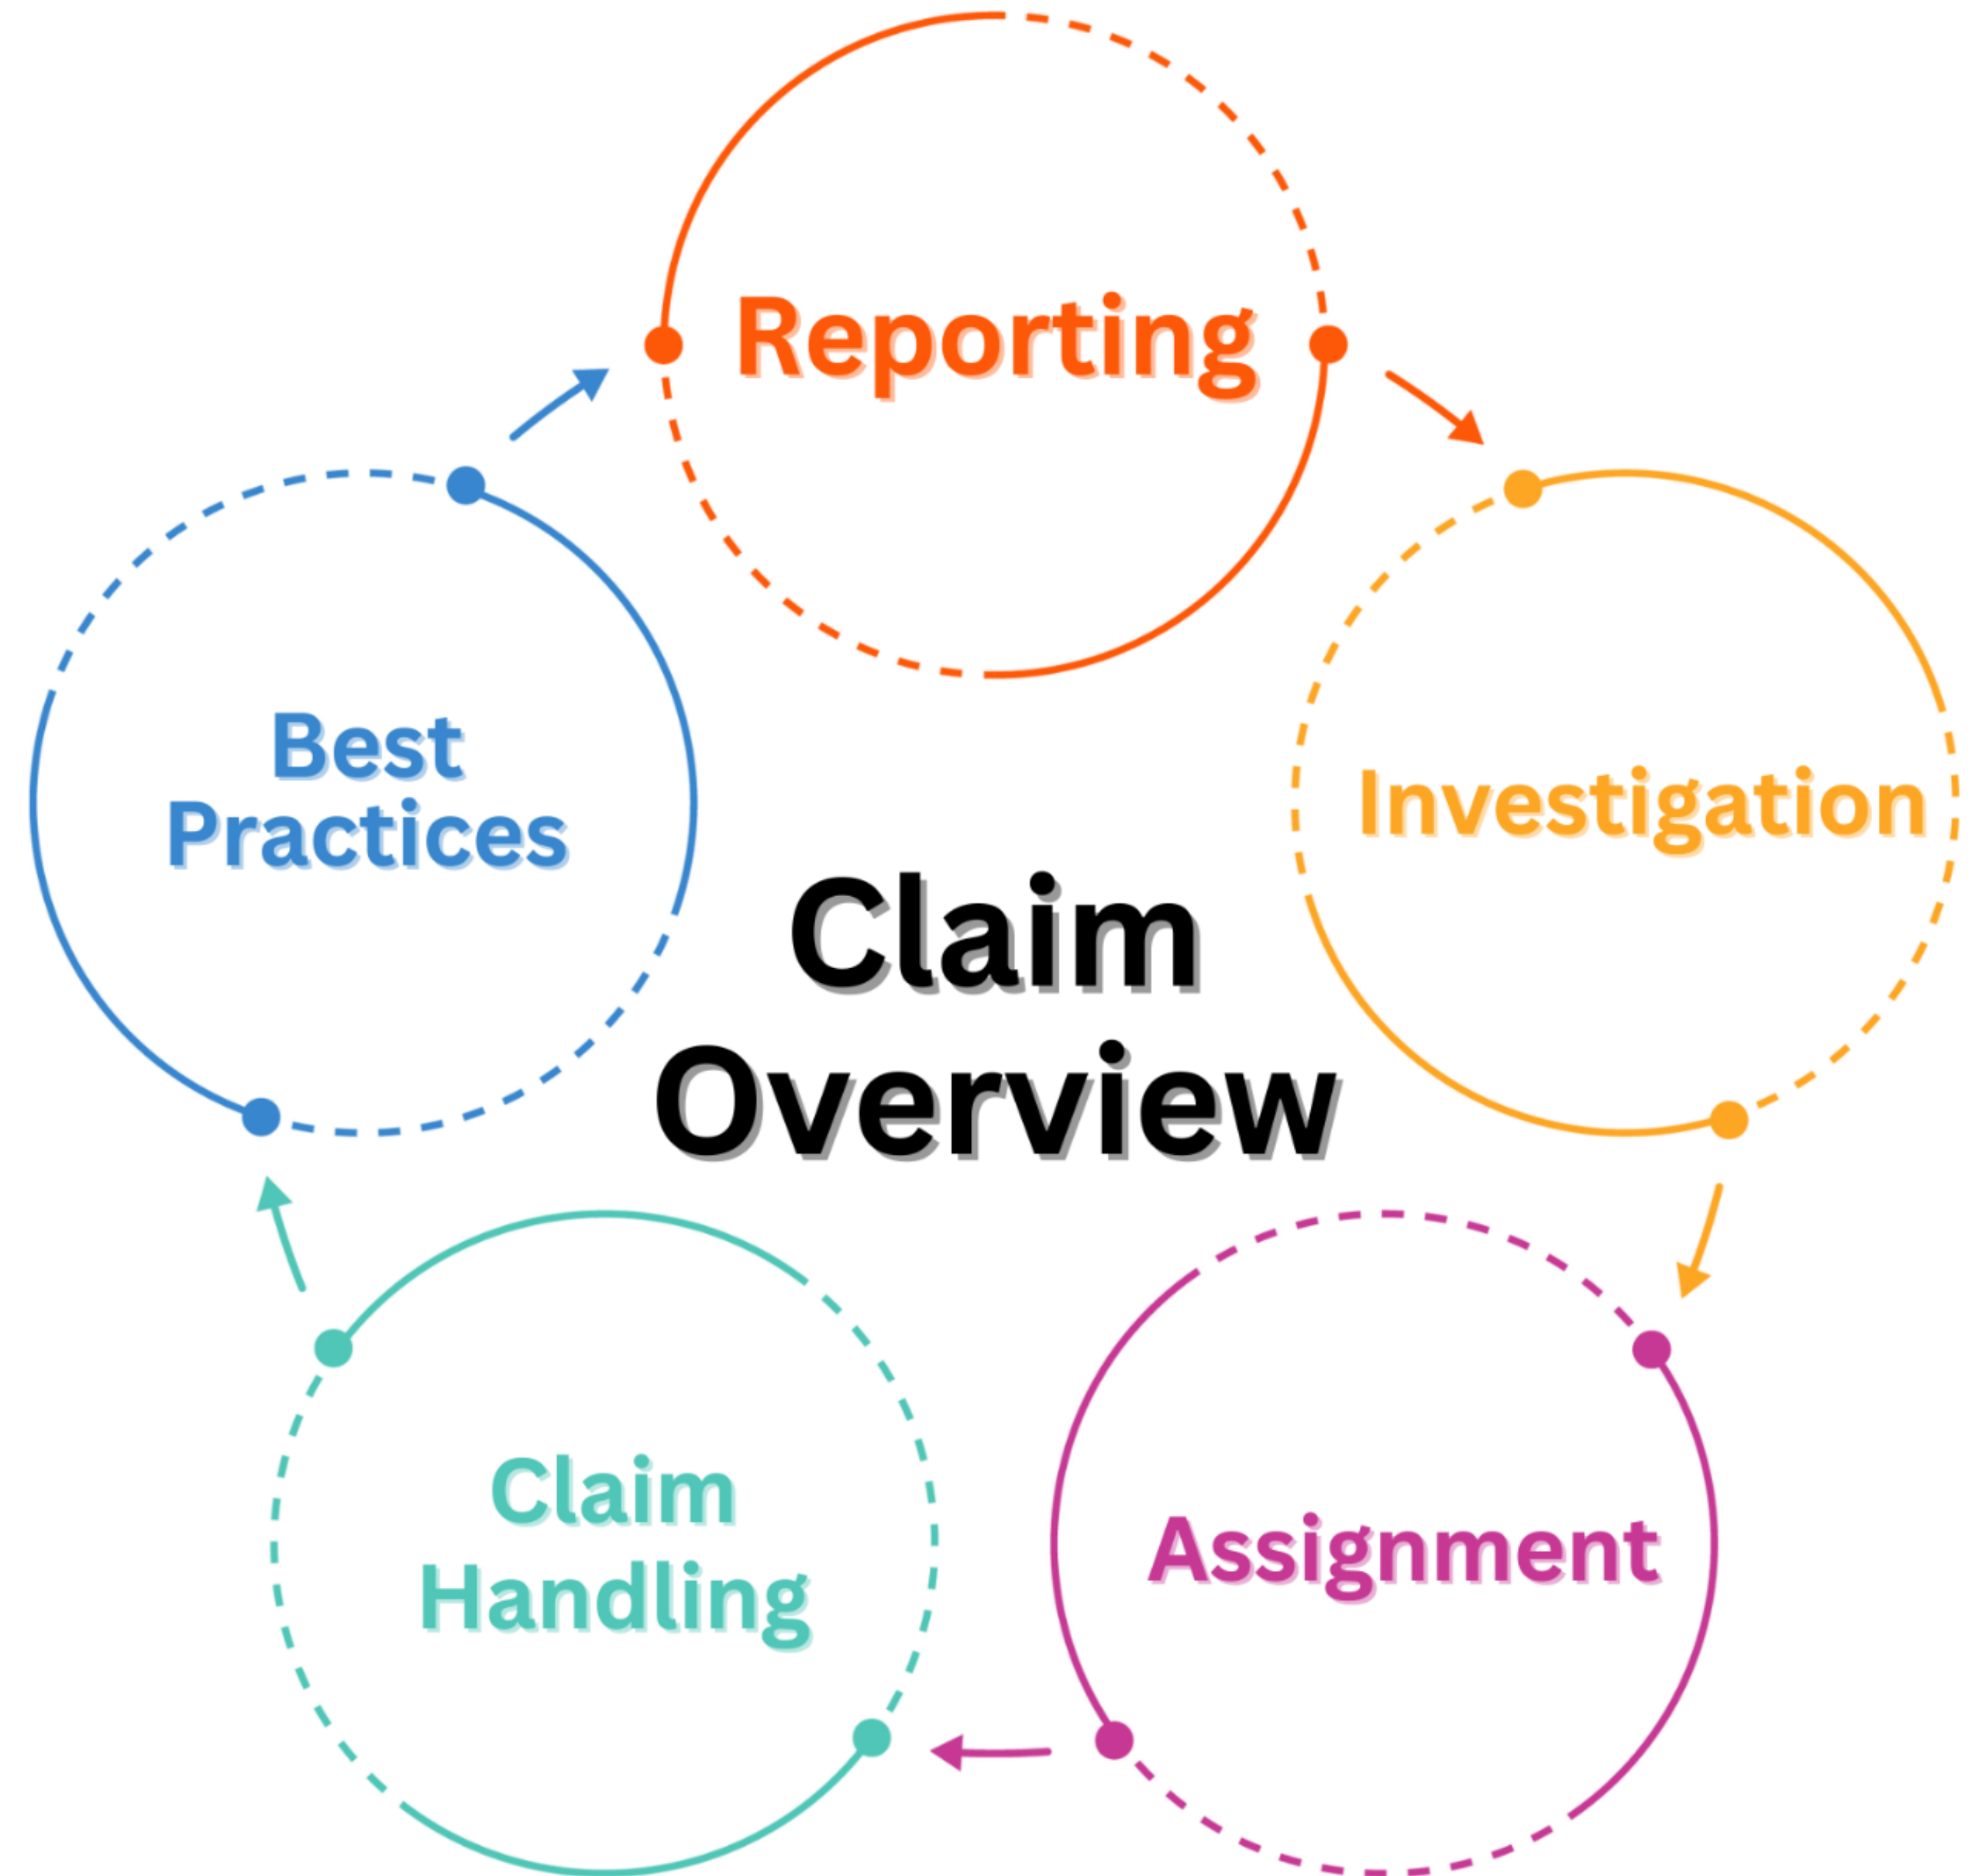 Reporting
Investigation
Assignment
Claim
Handling
Best
Practices
Claim
Overview